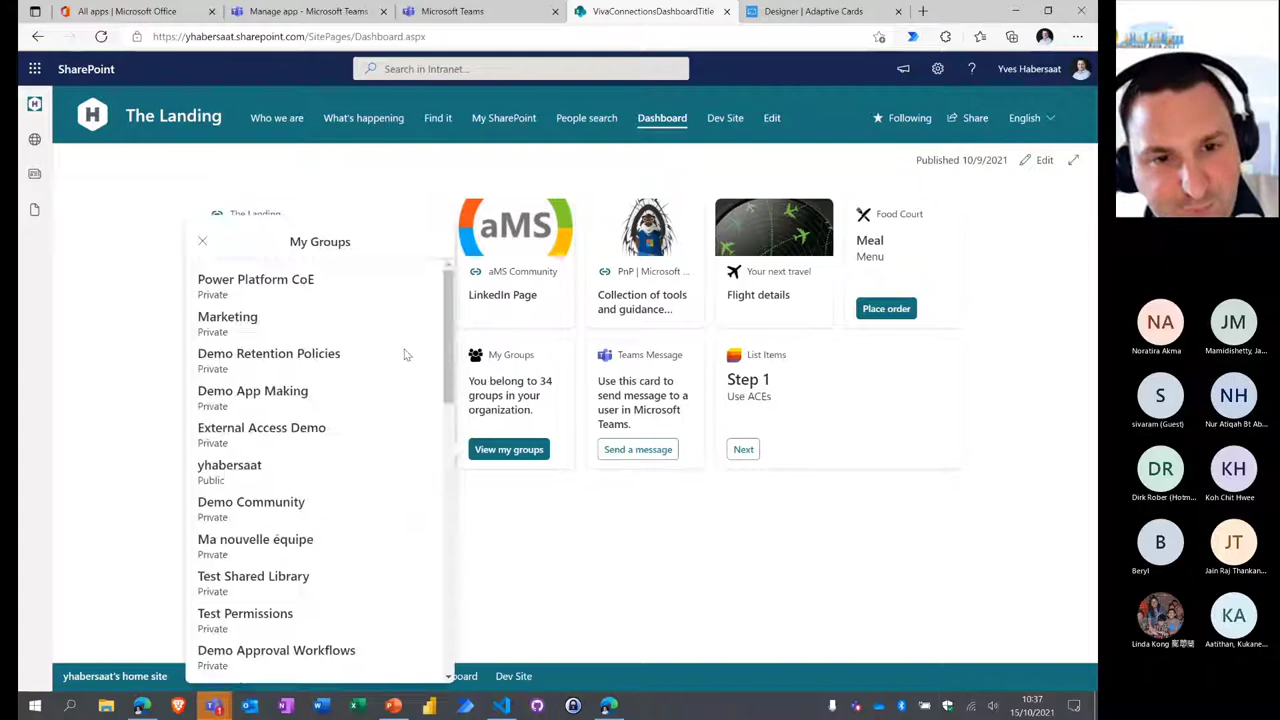 All apps | Microsoft Office
Manage app - Microsoft Teams
Microsoft Teams
VivaConnectionsDashboardTitle
Designer | Adaptive Cards
https://yhabersaat.sharepoint.com/SitePages/Dashboard.aspx
SharePoint
Search in Intranet...
Yves Habersaat
H
The Landing
Who we are
What's happening
Find it
My SharePoint
People search
Dashboard
Dev Site
Edit
Following
Share
English
Published 10/9/2021
Edit
The Landing
My Groups
Power Platform CoE
Private
Marketing
Private
Demo Retention Policies
Private
Demo App Making
Private
External Access Demo
Private
yhabersaat
Public
Demo Community
Private
Ma nouvelle équipe
Private
Test Shared Library
Private
Test Permissions
Private
Demo Approval Workflows
Private
aMS
aMS Community
LinkedIn Page
PnP | Microsoft ...
Collection of tools
and guidance...
Your next travel
Flight details
Food Court
Meal
Menu
Place order
My Groups
You belong to 34
groups in your
organization.
View my groups
Teams Message
Use this card to
send message to a
user in Microsoft
Teams.
Send a message
List Items
Step 1
Use ACEs
Next
yhabersaat's home site
board
Dev Site
10:37
15/10/2021
NA
Noratira Akma
JM
Mamidishetty, Ja...
S
sivaram (Guest)
NH
Nur Atiqah Bt Ab...
DR
Dirk Rober (Hotm...
KH
Koh Chit Hwee
B
Beryl
JT
Jain Raj Thankan...
Linda Kong
KA
Aatithan, Kukane...